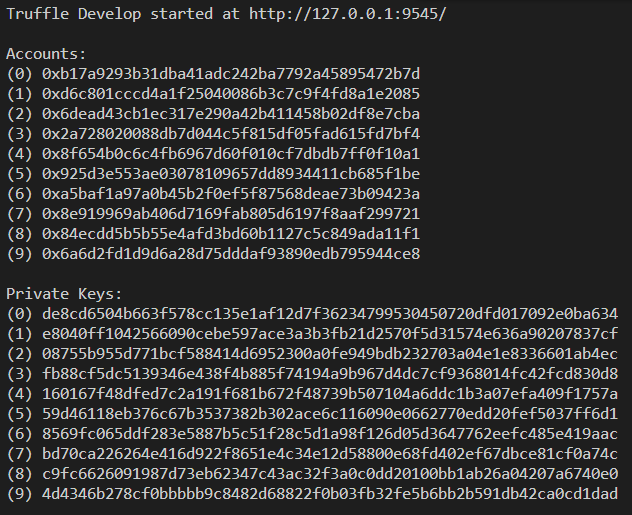 Truffle Develop started at http://127.0.0.1:9545/
Accounts:
(0) 0xb17a9293b31dba41adc242ba7792a45895472b7d
(1) 0xd6c801cccd4a1f25040086b3c7c9f4fd8a1e2085
(2) 0x6dead43cb1ec317e290a42b411458b02df8e7cba
(3) 0x2a728020088db7d044c5f815df05fad615fd7bf4
(4) 0x8f654b0c6c4fb6967d60f010cf7dbdb7ff0f10a1
(5) 0x925d3e553ae03078109657dd8934411cb685f1be
(6) 0xa5baf1a97a0b45b2f0ef5f87568deae73b09423a
(7) 0x8e919969ab406d7169fab805d6197f8aaf299721
(8) 0x84ecdd5b5b55e4afd3bd60b1127c5c849ada11f1
(9) 0x6a6d2fd1d9d6a28d75dddaf93890edb795944ce8
Private Keys:
(0) de8cd6504b663f578cc135e1af12d7f36234799530450720dfd017092e0ba634
(1) e8040ff1042566090cebe597ace3a3b3fb21d2570f5d31574e636a90207837cf
(2) 08755b955d771bcf588414d6952300a0fe949bdb232703a04e1e8336601ab4ec
(3) fb88cf5dc5139346e438f4b885f74194a9b967d4dc7cf9368014fc42fcd830d8
(4) 160167f48dfed7c2a191f681b672f48739b507104a6ddc1b3a07efa409f1757a
(5) 59d46118eb376c67b3537382b302ace6c116090e0662770edd20fef5037ff6d1
(6) 8569fc065ddf283e5887b5c51f28c5d1a98f126d05d3647762eefc485e419aac
(7) bd70ca226264e416d922f8651e4c34e12d58800e68fd402ef67dbce81cf0a74c
(8) c9fc6626091987d73eb62347c43ac32f3a0c0dd20100bb1ab26a04207a6740e0
(9) 4d4346b278cf0bbbbb9c8482d68822f0b03fb32fe5b6bb2b591db42ca0cd1dad